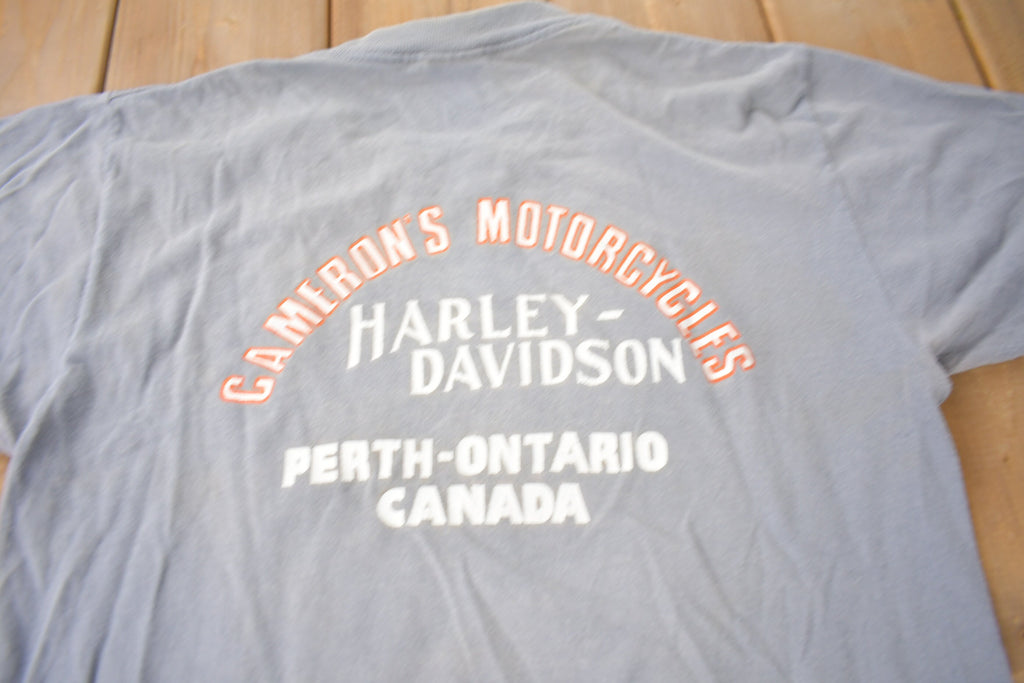 CAMERON'S MOTORCYCLES
HARLEY-
DAVIDSON
PERTH-ONTARIO
CANADA